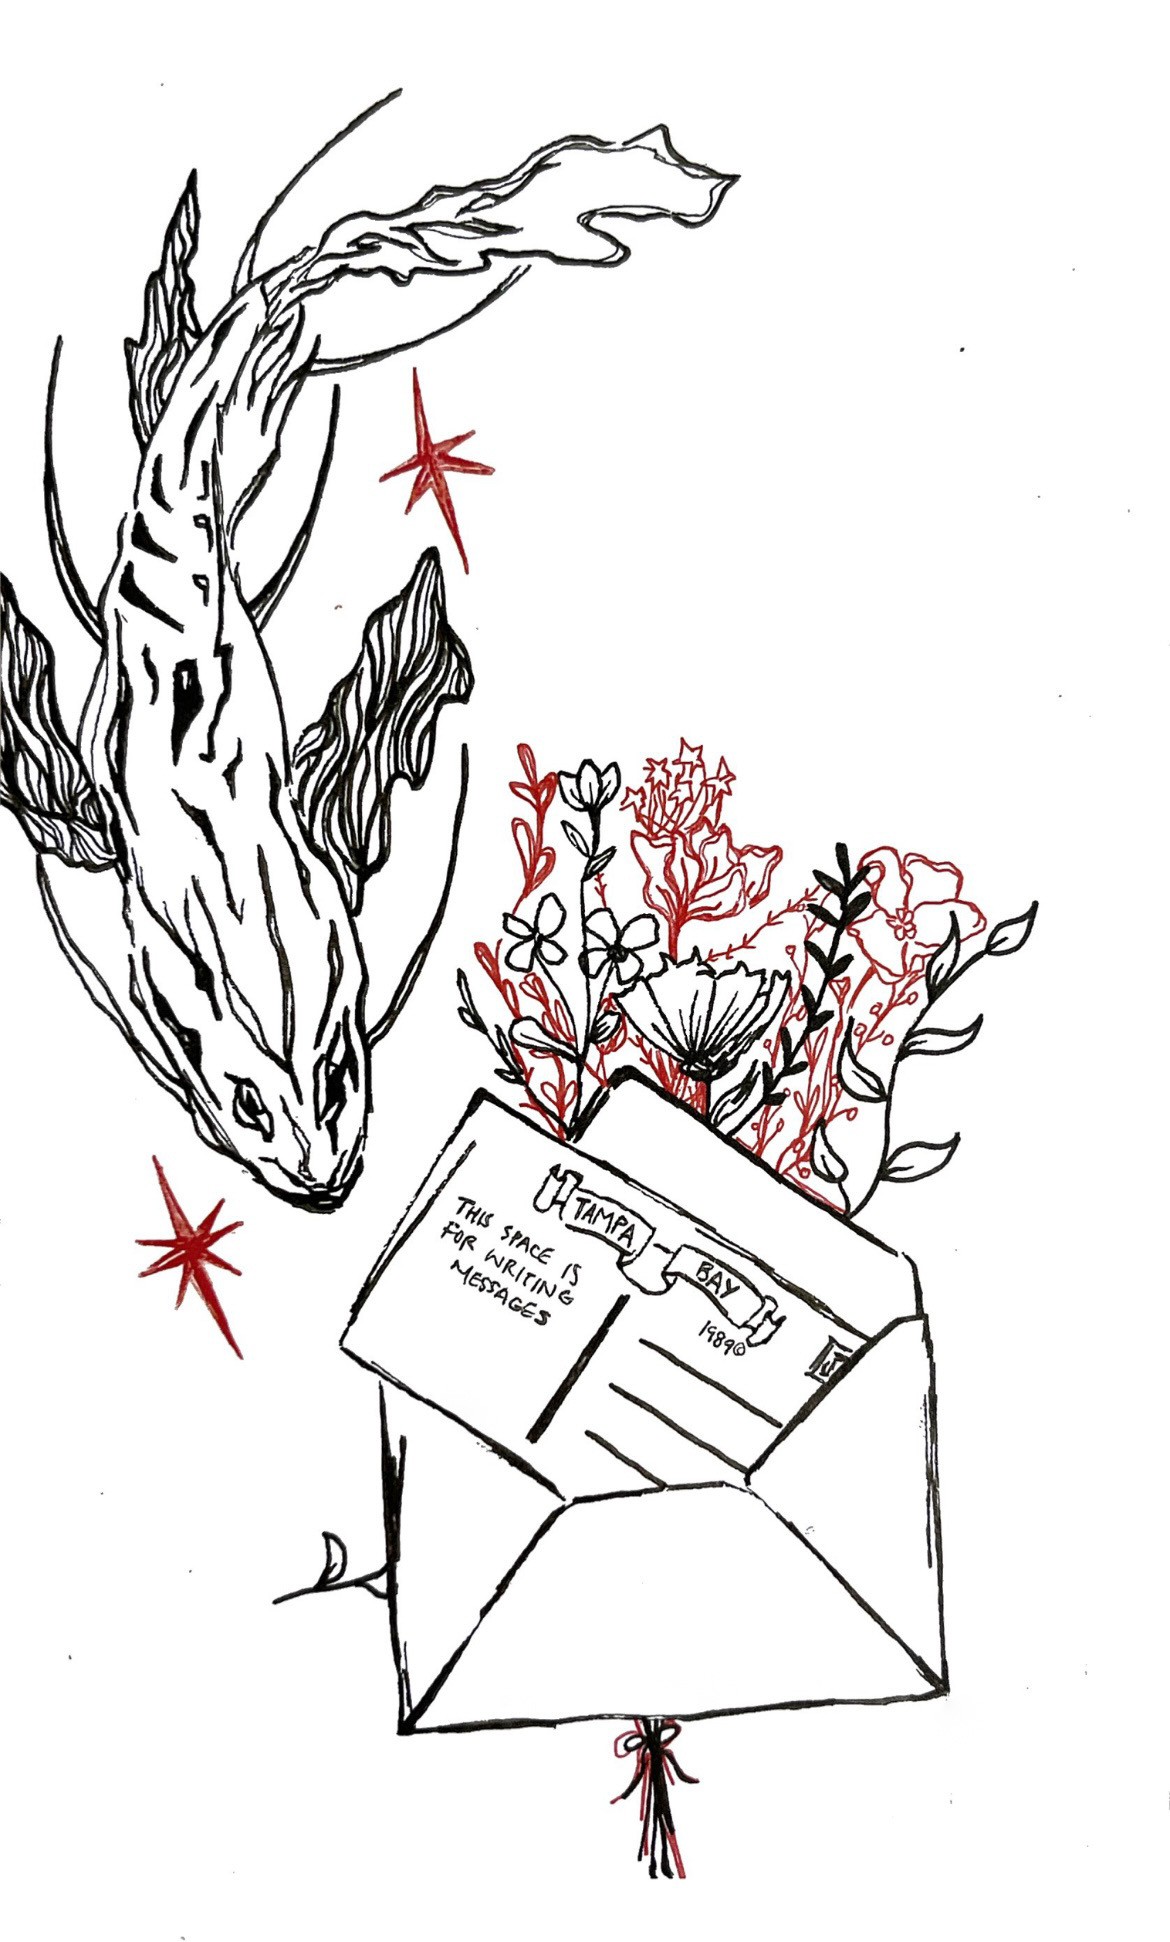 TAMPA
BAY
1989©
THIS SPACE IS
FOR WRITING
MESSAGES